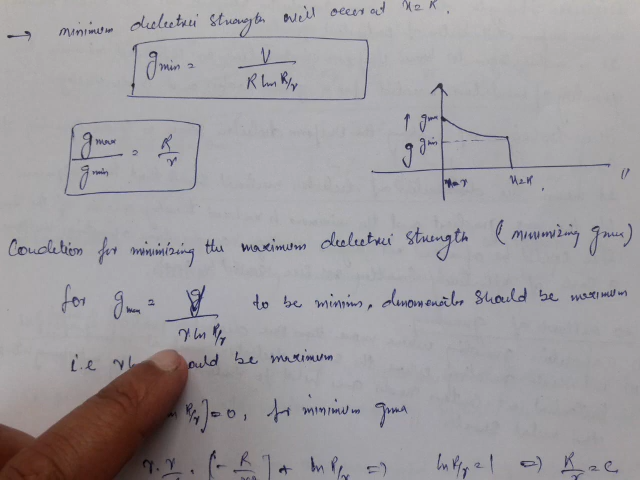 → minimum dielectric strength will occur at x=R.
gmin = V / R ln R/r
gmax / gmin = R / r
↑ gmax
g gmin
x=r x=R.
Condition for minimizing the maximum dielectric strength (minimizing gmax)
for gmax = V / r ln R/r to be minimum, denomenator should be maximum
i.e should be maximum
R/r]=0, for minimum gmax
r. r/R . [-R/r²] + ln R/r => ln R/r = 1 => R/r = e